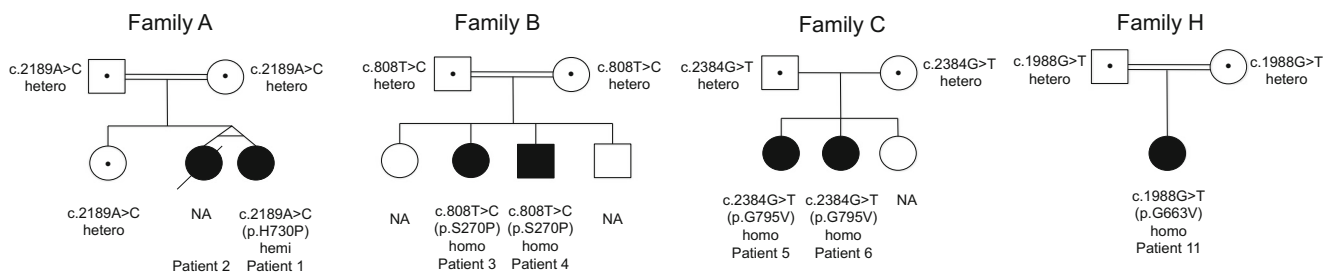 Family A
c.2189A>C
hetero
c.2189A>C
hetero
c.2189A>C
hetero
NA
Patient 2
c.2189A>C
(p.H730P)
hemi
Patient 1
Family B
c.808T>C
hetero
c.808T>C
hetero
NA
c.808T>C
(p.S270P)
homo
Patient 3
c.808T>C
(p.S270P)
homo
Patient 4
NA
Family C
c.2384G>T
hetero
c.2384G>T
hetero
c.2384G>T
(p.G795V)
homo
Patient 5
c.2384G>T
(p.G795V)
homo
Patient 6
NA
Family H
c.1988G>T
hetero
c.1988G>T
hetero
c.1988G>T
(p.G663V)
homo
Patient 11